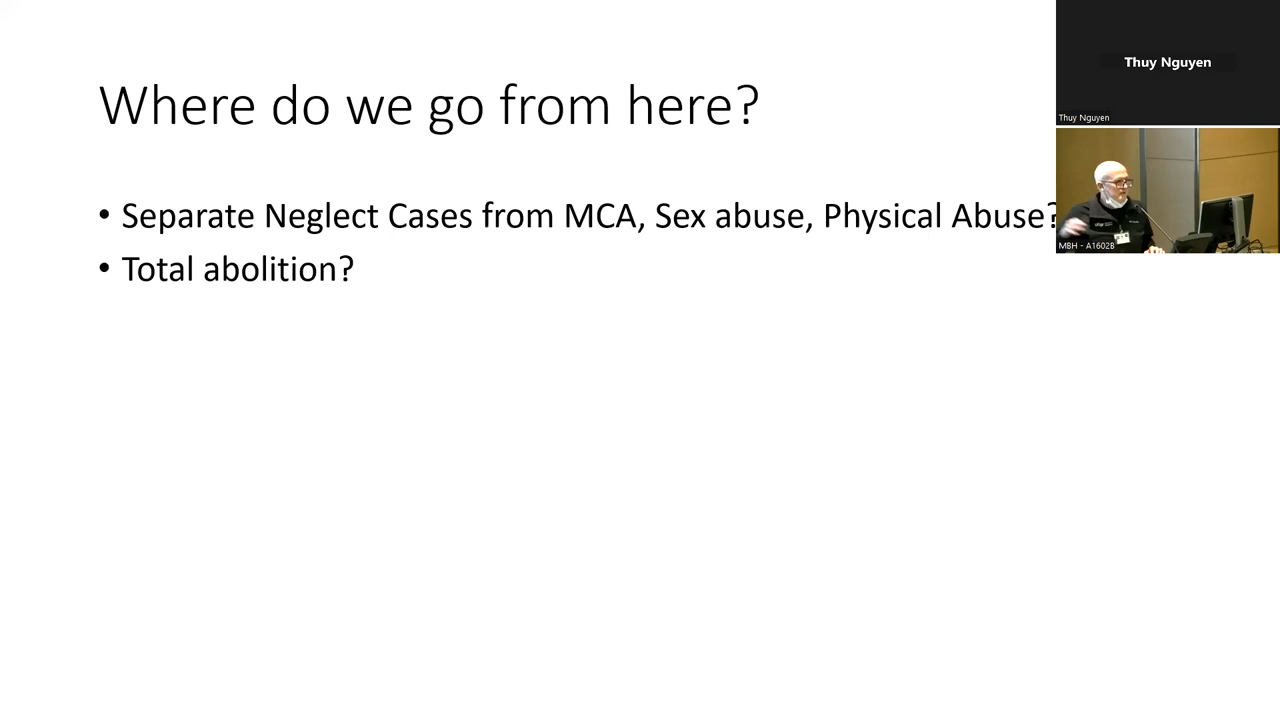 Where do we go from here?
• Separate Neglect Cases from MCA, Sex abuse, Physical Abuse?
• Total abolition?
Thuy Nguyen
Thuy Nguyen
MBH - A1602B